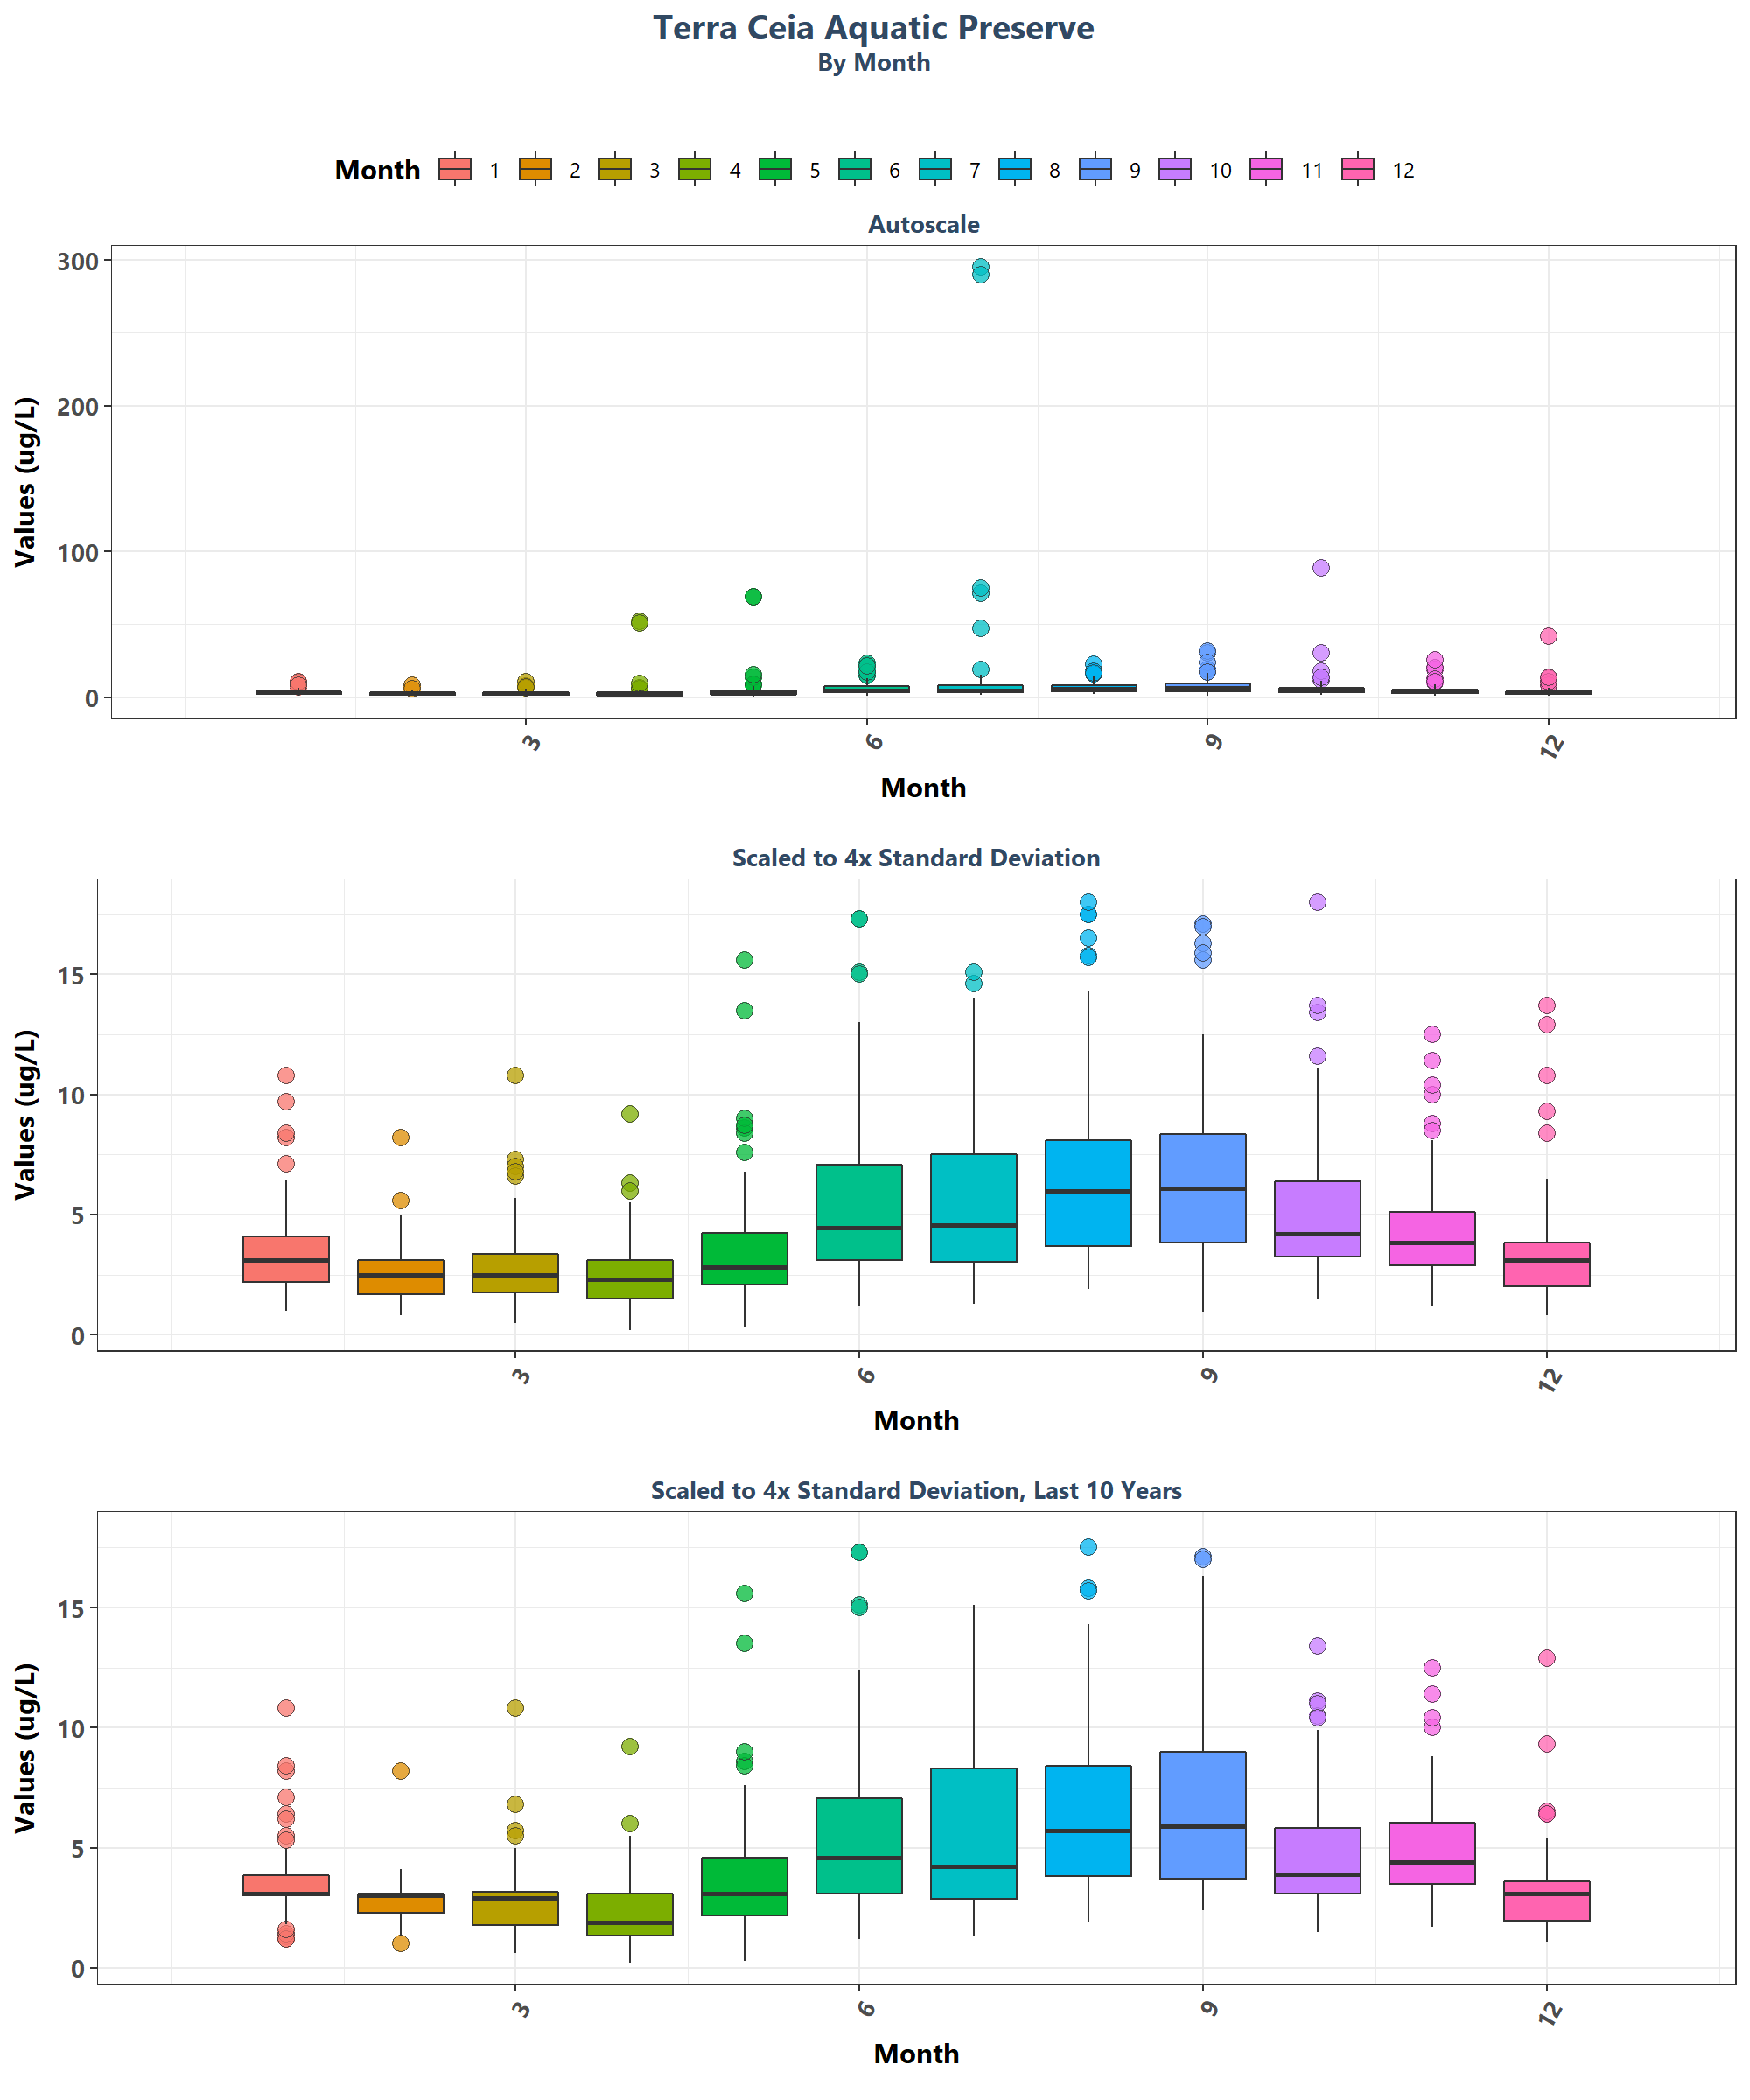 Terra Ceia Aquatic Preserve
By Month
Month 1 2 3 4 5 6 7 8 9 10 11 12
Autoscale
Values (ug/L)
300
200
100
0
3 6 9 12
Month
Scaled to 4x Standard Deviation
Values (ug/L)
15
10
5
0
3 6 9 12
Month
Scaled to 4x Standard Deviation, Last 10 Years
Values (ug/L)
15
10
5
0
3 6 9 12
Month